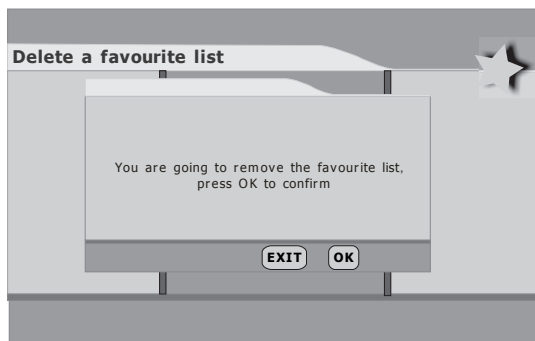 Delete a favourite list
You are going to remove the favourite list,
press OK to confirm
EXIT OK